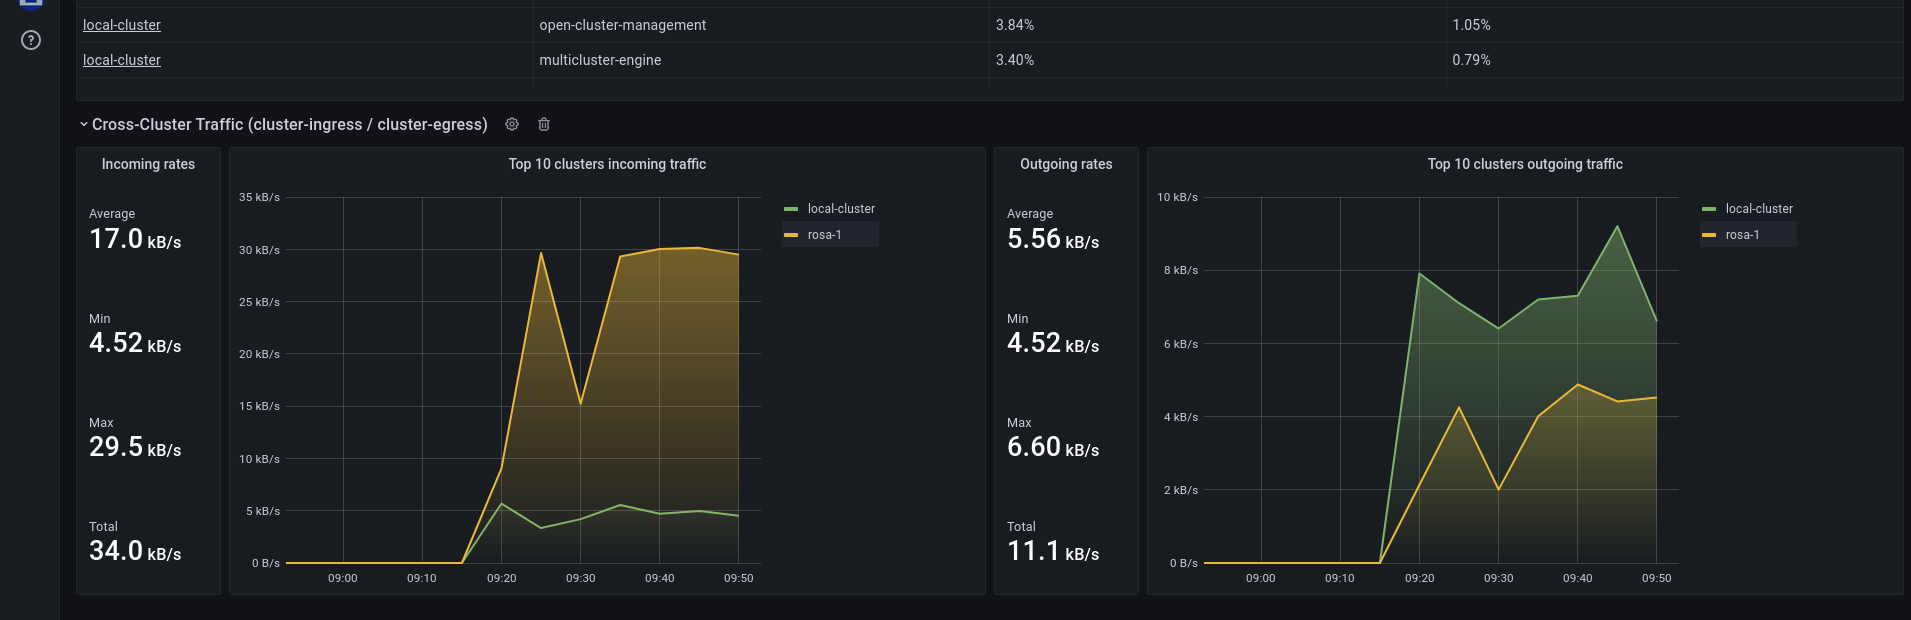 local-cluster open-cluster-management 3.84% 1.05%
local-cluster multicluster-engine 3.40% 0.79%
?
Cross-Cluster Traffic (cluster-ingress / cluster-egress)
Incoming rates
Average
17.0 kB/s
Min
4.52 kB/s
Max
29.5 kB/s
Total
34.0 kB/s
Top 10 clusters incoming traffic
35 kB/s
30 kB/s
25 kB/s
20 kB/s
15 kB/s
10 kB/s
5 kB/s
0 B/s
09:00 09:10 09:20 09:30 09:40 09:50
local-cluster
rosa-1
Outgoing rates
Average
5.56 kB/s
Min
4.52 kB/s
Max
6.60 kB/s
Total
11.1 kB/s
Top 10 clusters outgoing traffic
10 kB/s
8 kB/s
6 kB/s
4 kB/s
2 kB/s
0 B/s
09:00 09:10 09:20 09:30 09:40 09:50
local-cluster
rosa-1